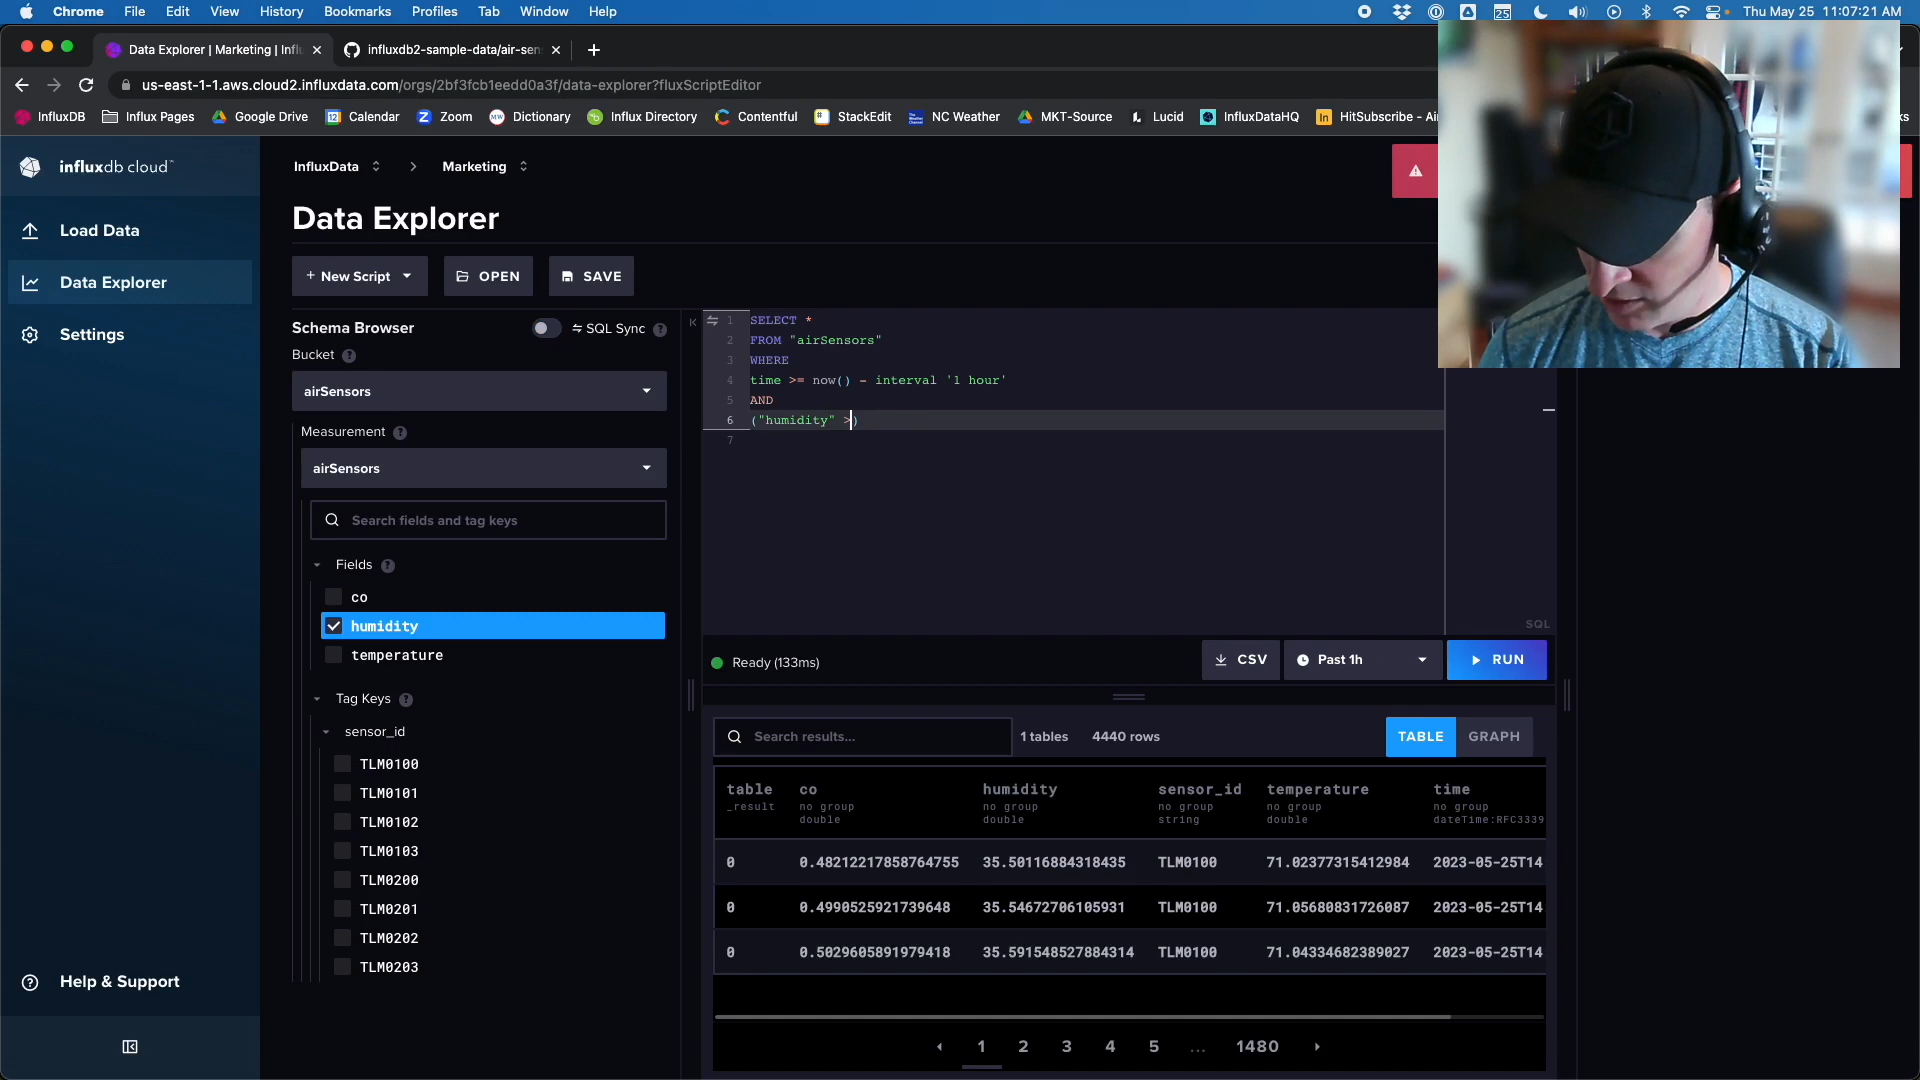 Chrome File Edit View History Bookmarks Profiles Tab Window Help
25
Thu May 25 11:07:21 AM
Data Explorer | Marketing | Influ
influxdb2-sample-data/air-sen
us-east-1-1.aws.cloud2.influxdata.com/orgs/2bf3fcb1eedd0a3f/data-explorer?fluxScriptEditor
InfluxDB
Influx Pages
Google Drive
Calendar
Zoom
Dictionary
Influx Directory
Contentful
StackEdit
NC Weather
MKT-Source
Lucid
InfluxDataHQ
HitSubscribe - Ai
influxdb cloud™
Load Data
Data Explorer
Settings
Help & Support
InfluxData
Marketing
Data Explorer
+ New Script
OPEN
SAVE
Schema Browser
SQL Sync ?
Bucket ?
airSensors
Measurement ?
airSensors
Search fields and tag keys
Fields ?
co
humidity
temperature
Tag Keys ?
sensor_id
TLM0100
TLM0101
TLM0102
TLM0103
TLM0200
TLM0201
TLM0202
TLM0203
1 SELECT *
2 FROM "airSensors"
3 WHERE
4 time >= now() - interval '1 hour'
5 AND
6 ("humidity" >)
7
SQL
Ready (133ms)
CSV
Past 1h
RUN
Search results...
1 tables
4440 rows
TABLE
GRAPH
table co humidity sensor_id temperature time
_result no group no group no group no group no group
double double string double dateTime:RFC3339
0 0.48212217858764755 35.50116884318435 TLM0100 71.02377315412984 2023-05-25T14
0 0.4990525921739648 35.54672706105931 TLM0100 71.05680831726087 2023-05-25T14
0 0.5029605891979418 35.591548527884314 TLM0100 71.04334682389027 2023-05-25T14
1 2 3 4 5 ... 1480